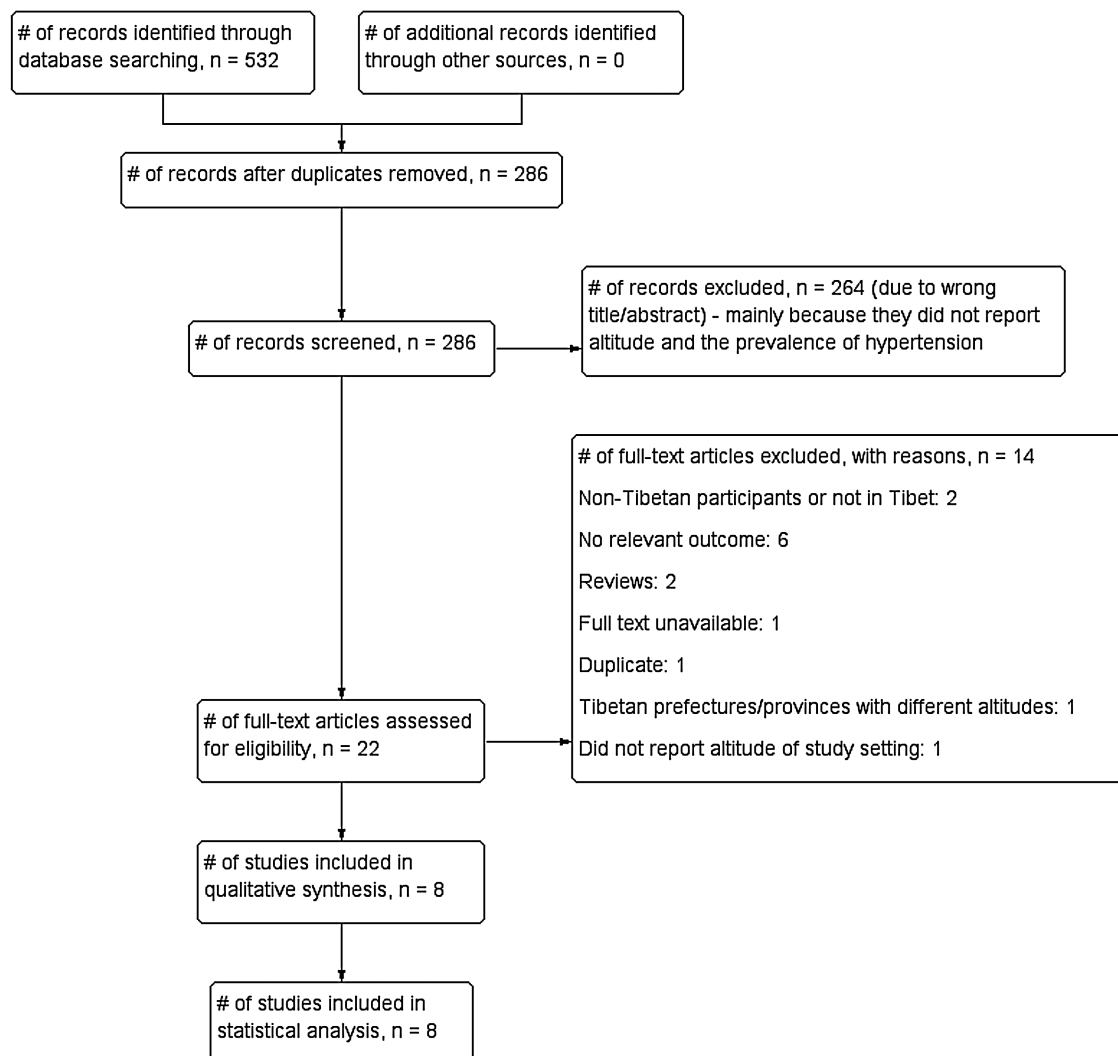 # of records identified through
database searching, n = 532
# of additional records identified
through other sources, n = 0
# of records after duplicates removed, n = 286
# of records screened, n = 286
# of records excluded, n = 264 (due to wrong
title/abstract) - mainly because they did not report
altitude and the prevalence of hypertension
# of full-text articles assessed
for eligibility, n = 22
# of full-text articles excluded, with reasons, n = 14
Non-Tibetan participants or not in Tibet: 2
No relevant outcome: 6
Reviews: 2
Full text unavailable: 1
Duplicate: 1
Tibetan prefectures/provinces with different altitudes: 1
Did not report altitude of study setting: 1
# of studies included in
qualitative synthesis, n = 8
# of studies included in
statistical analysis, n = 8